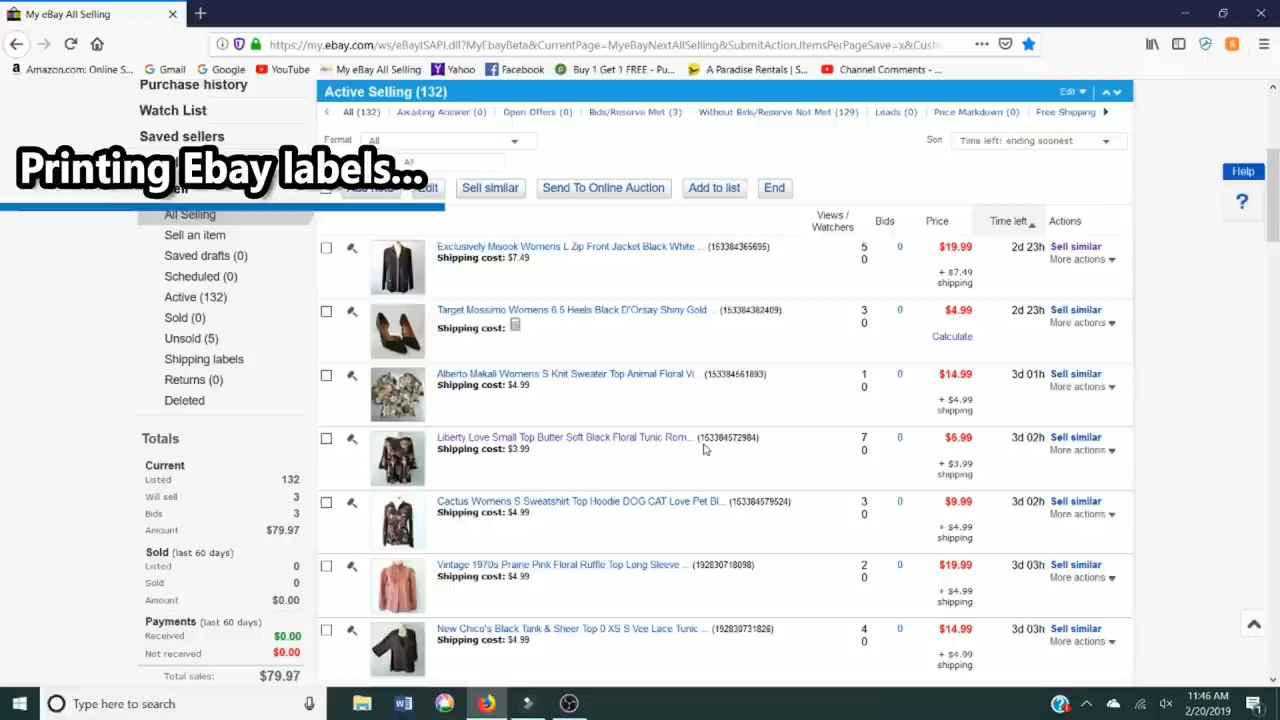 My eBay All Selling
https://my.ebay.com/ws/eBayISAPI.dll?MyEbayBeta&CurrentPage=MyeBayNextAllSelling&SubmitAction.ItemsPerPageSave=x&Cust
Amazon.com: Online S... Gmail Google YouTube My eBay All Selling Yahoo Facebook Buy 1 Get 1 FREE - Pu... A Paradise Rentals | S... Channel Comments - ...
Purchase history
Watch List
Saved sellers
Printing Ebay labels...
All Selling
Sell an item
Saved drafts (0)
Scheduled (0)
Active (132)
Sold (0)
Unsold (5)
Shipping labels
Returns (0)
Deleted
Totals
Current
Listed 132
Will sell 3
Bids 3
Amount $79.97
Sold (last 60 days)
Listed 0
Sold 0
Amount $0.00
Payments (last 60 days)
Received $0.00
Not received $0.00
Total sales: $79.97
Active Selling (132) Edit
All (132) Awaiting Answer (0) Open Offers (0) Bids/Reserve Met (3) Without Bids/Reserve Not Met (129) Leads (0) Price Markdown (0) Free Shipping
Format All Sort Time left: ending soonest
All
Edit Sell similar Send To Online Auction Add to list End
Views / Watchers Bids Price Time left Actions
Exclusively Misook Womens L Zip Front Jacket Black White ... (153384365695) 5 0 $19.99 2d 23h Sell similar
Shipping cost: $7.49 0 + $7.49 shipping More actions
Target Mossimo Womens 6.5 Heels Black D'Orsay Shiny Gold ... (153384382409) 3 0 $4.99 2d 23h Sell similar
Shipping cost: 0 Calculate More actions
Alberto Makali Womens S Knit Sweater Top Animal Floral Vi... (153384561893) 1 0 $14.99 3d 01h Sell similar
Shipping cost: $4.99 0 + $4.99 shipping More actions
Liberty Love Small Top Butter Soft Black Floral Tunic Rom... (153384572984) 7 0 $6.99 3d 02h Sell similar
Shipping cost: $3.99 0 + $3.99 shipping More actions
Cactus Womens S Sweatshirt Top Hoodie DOG CAT Love Pet Bl... (153384579524) 3 0 $9.99 3d 02h Sell similar
Shipping cost: $4.99 0 + $4.99 shipping More actions
Vintage 1970s Prairie Pink Floral Ruffle Top Long Sleeve ... (192830718098) 2 0 $19.99 3d 03h Sell similar
Shipping cost: $4.99 0 + $4.99 shipping More actions
New Chico's Black Tank & Sheer Top 0 XS S Vee Lace Tunic ... (192830731826) 4 0 $14.99 3d 03h Sell similar
Shipping cost: $4.99 0 + $4.99 shipping More actions
Help
?
Type here to search
11:46 AM
2/20/2019